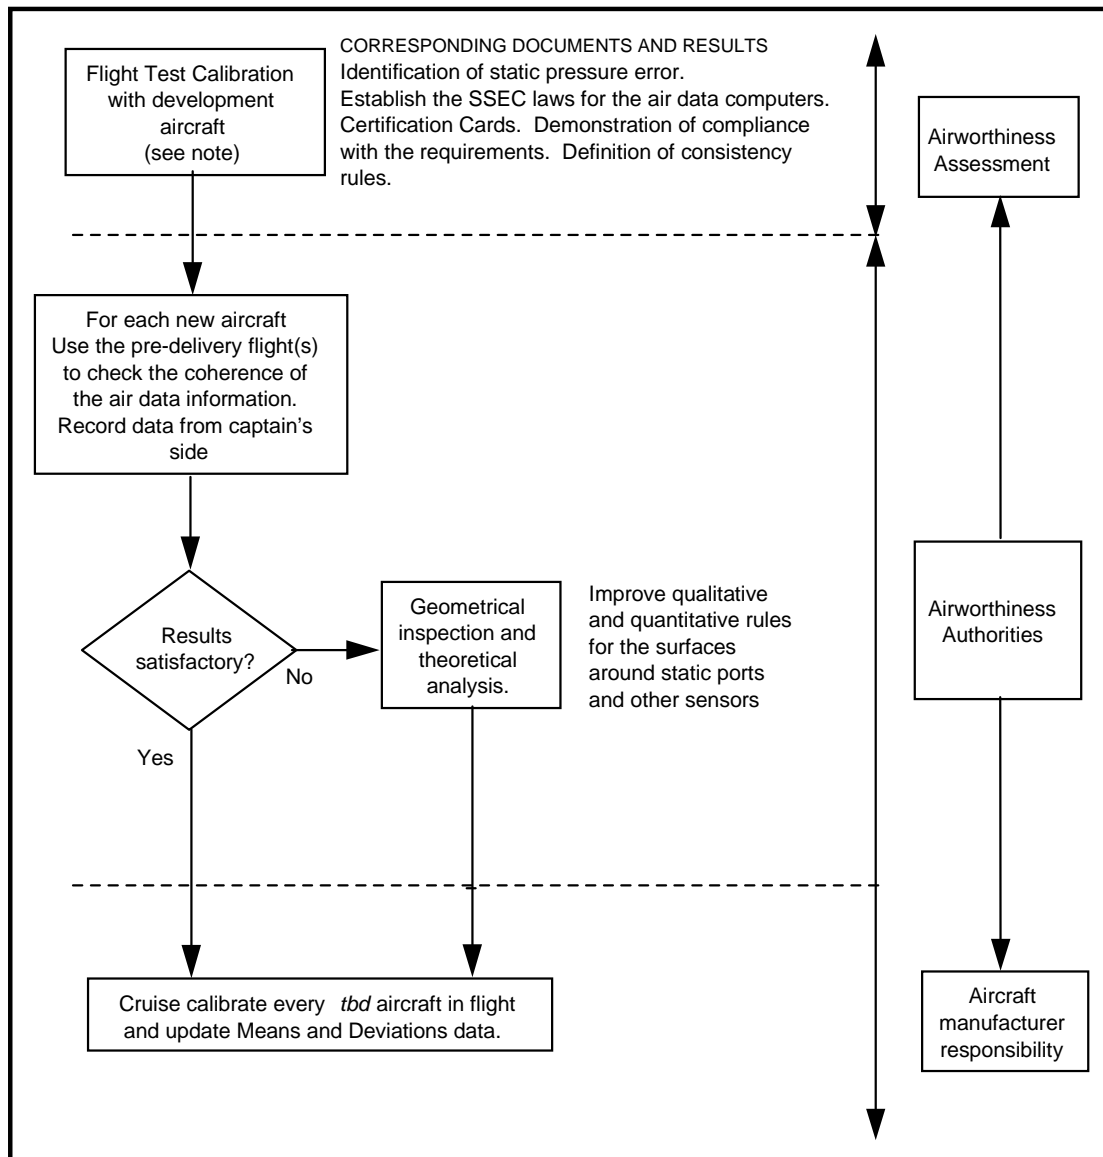 Flight Test Calibration
with development
aircraft
(see note)
CORRESPONDING DOCUMENTS AND RESULTS
Identification of static pressure error.
Establish the SSEC laws for the air data computers.
Certification Cards.  Demonstration of compliance
with the requirements.  Definition of consistency
rules.
Airworthiness
Assessment
For each new aircraft
Use the pre-delivery flight(s)
to check the coherence of
the air data information.
Record data from captain’s
side
Results
satisfactory?
No
Yes
Geometrical
inspection and
theoretical
analysis.
Improve qualitative
and quantitative rules
for the surfaces
around static ports
and other sensors
Airworthiness
Authorities
Cruise calibrate every tbd aircraft in flight
and update Means and Deviations data.
Aircraft
manufacturer
responsibility